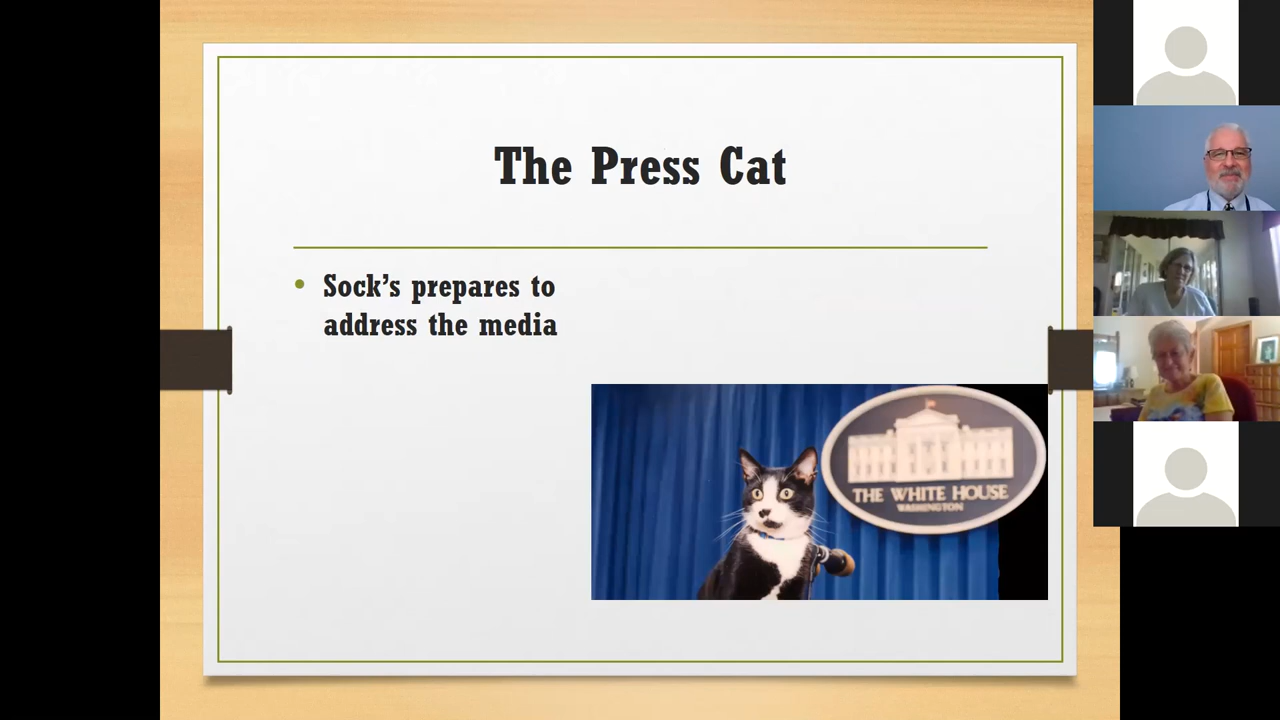 The Press Cat
• Sock’s prepares to
address the media
THE WHITE HOUSE
WASHINGTON